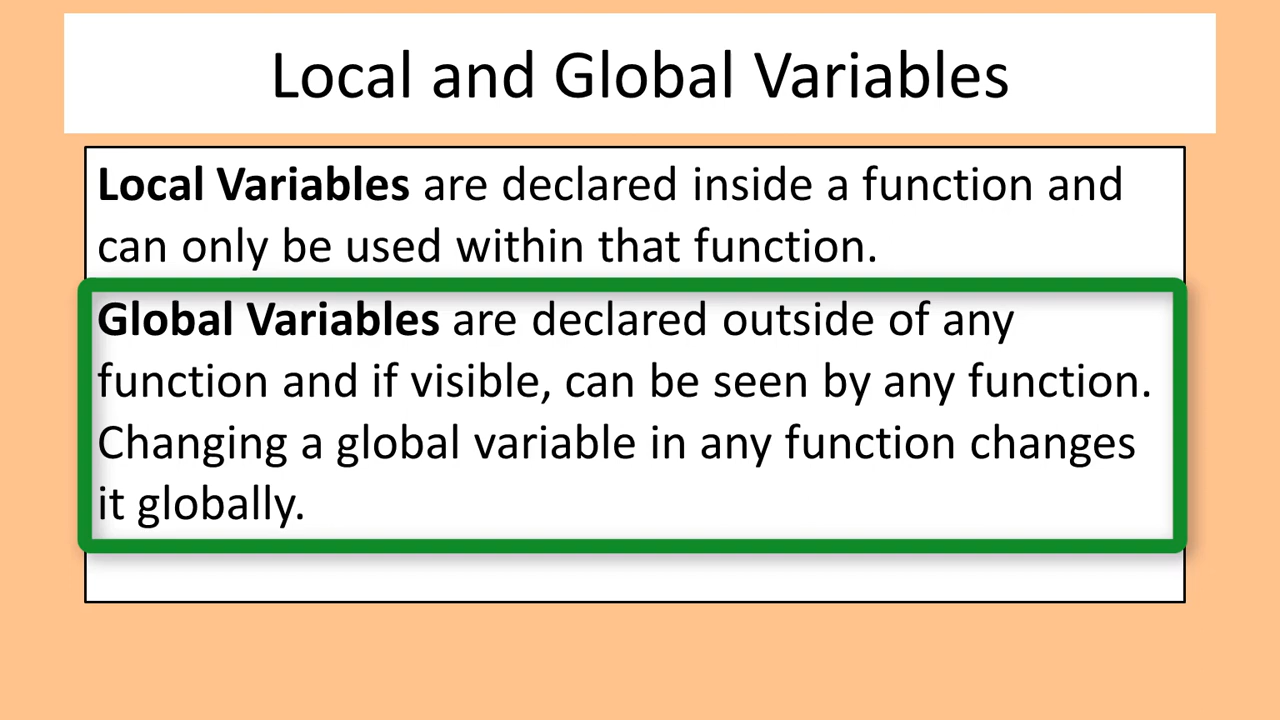 Local and Global Variables
Local Variables are declared inside a function and
can only be used within that function.
Global Variables are declared outside of any
function and if visible, can be seen by any function.
Changing a global variable in any function changes
it globally.